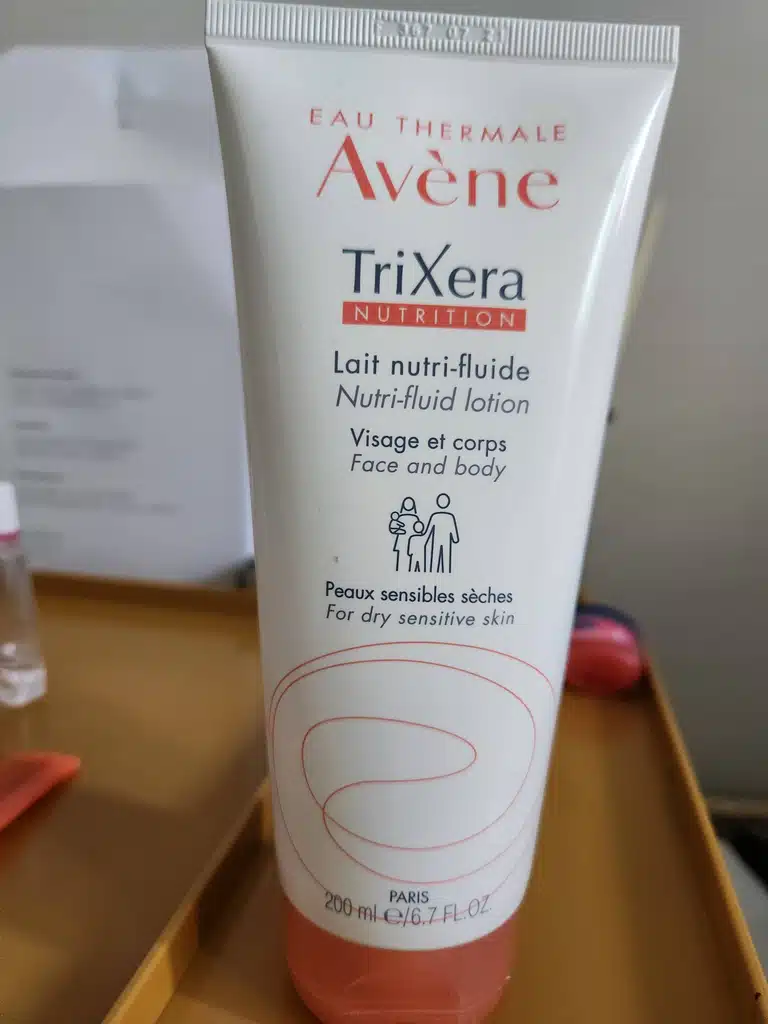 EAU THERMALE
Avène
TriXera
NUTRITION
Lait nutri-fluide
Nutri-fluid lotion
Visage et corps
Face and body
Peaux sensibles sèches
For dry sensitive skin
PARIS
200 ml e/6.7 FL.OZ.